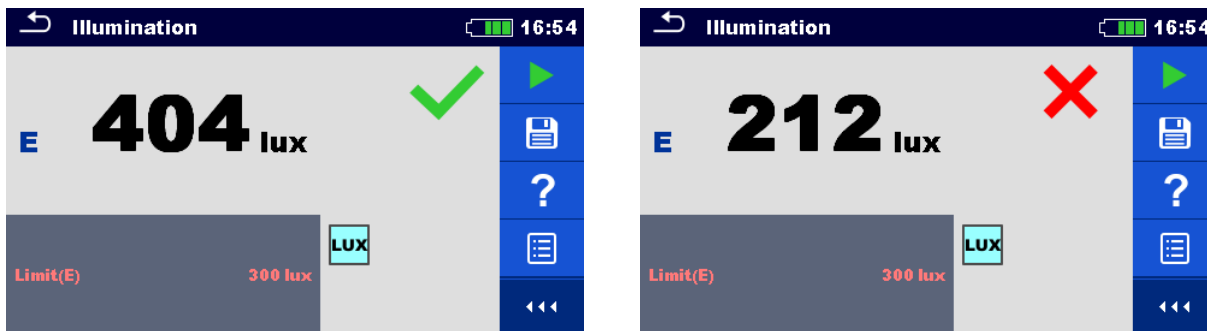 Illumination 16:54
E 404 lux
?
LUX
Limit(E) 300 lux
Illumination 16:54
E 212 lux
?
LUX
Limit(E) 300 lux